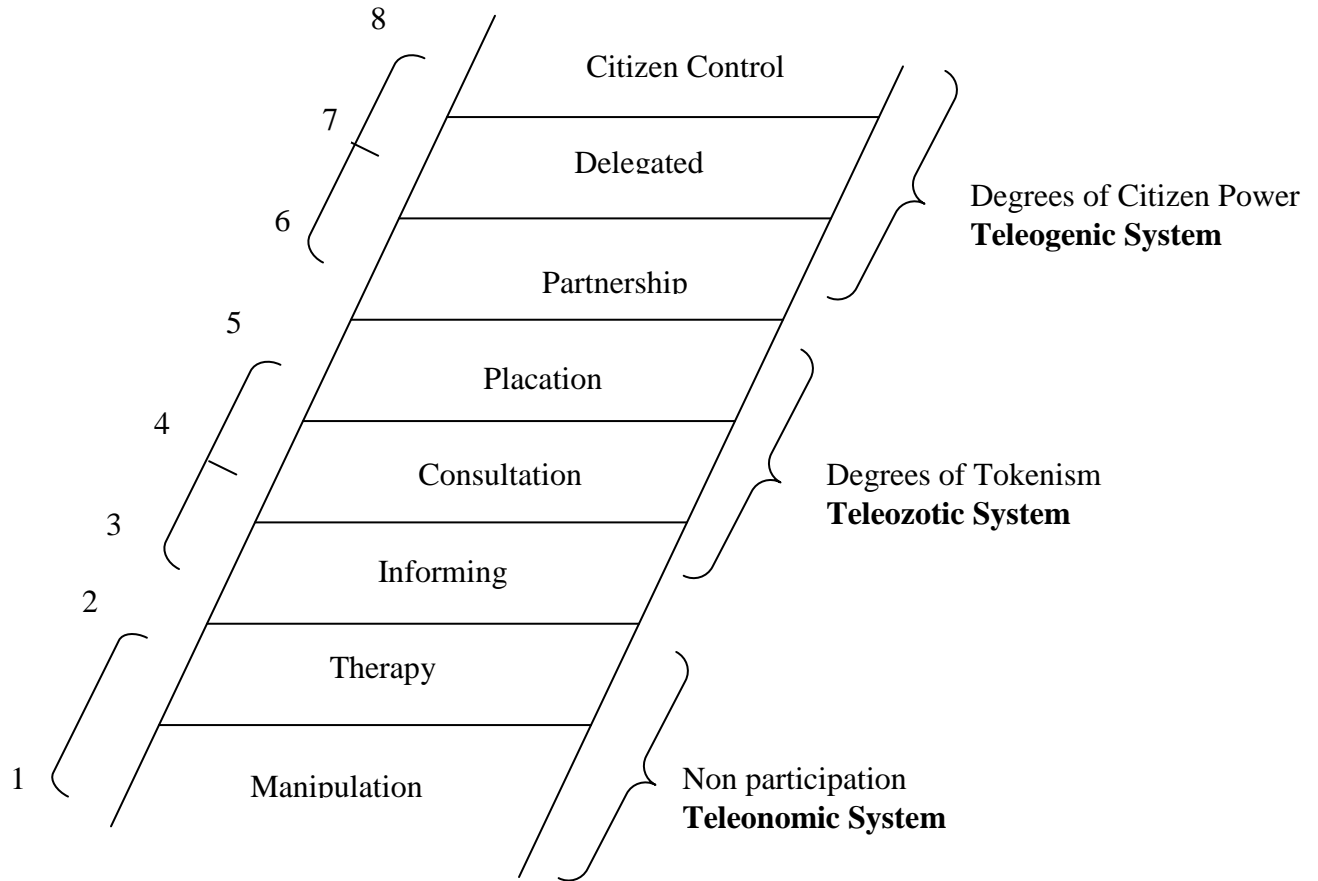 8
Citizen Control
7
Delegated
6
Partnership
Degrees of Citizen Power
Teleogenic System
5
Placation
4
Consultation
Degrees of Tokenism
Teleozotic System
3
Informing
2
Therapy
1
Manipulation
Non participation
Teleonomic System